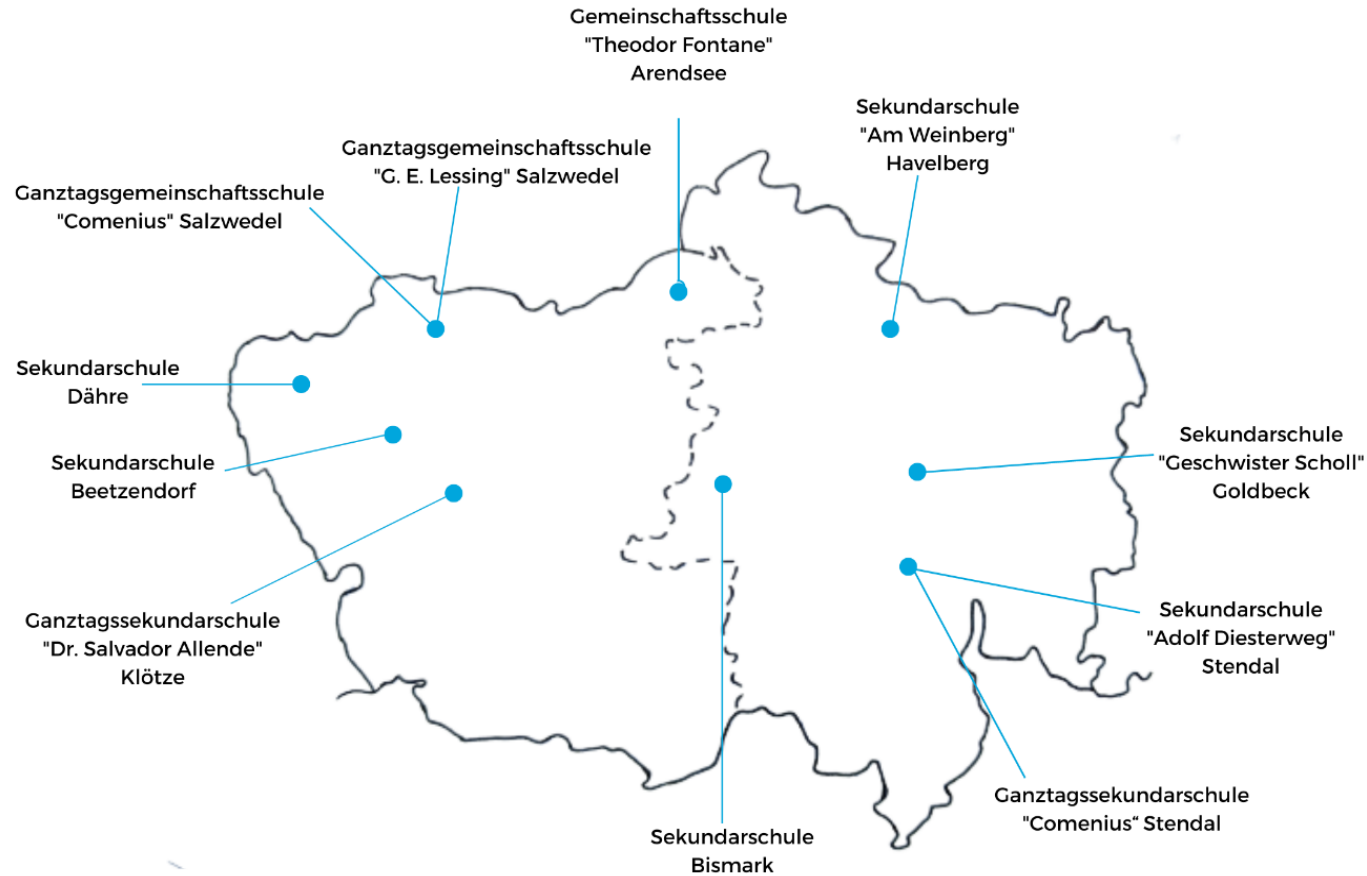 Gemeinschaftsschule
"Theodor Fontane"
Arendsee
Sekundarschule
"Am Weinberg"
Havelberg
Ganztagsgemeinschaftsschule
"G. E. Lessing" Salzwedel
Ganztagsgemeinschaftsschule
"Comenius" Salzwedel
Sekundarschule
Dähre
Sekundarschule
"Geschwister Scholl"
Goldbeck
Sekundarschule
Beetzendorf
Ganztagssekundarschule
"Dr. Salvador Allende"
Klötze
Sekundarschule
"Adolf Diesterweg"
Stendal
Ganztagssekundarschule
"Comenius“ Stendal
Sekundarschule
Bismark